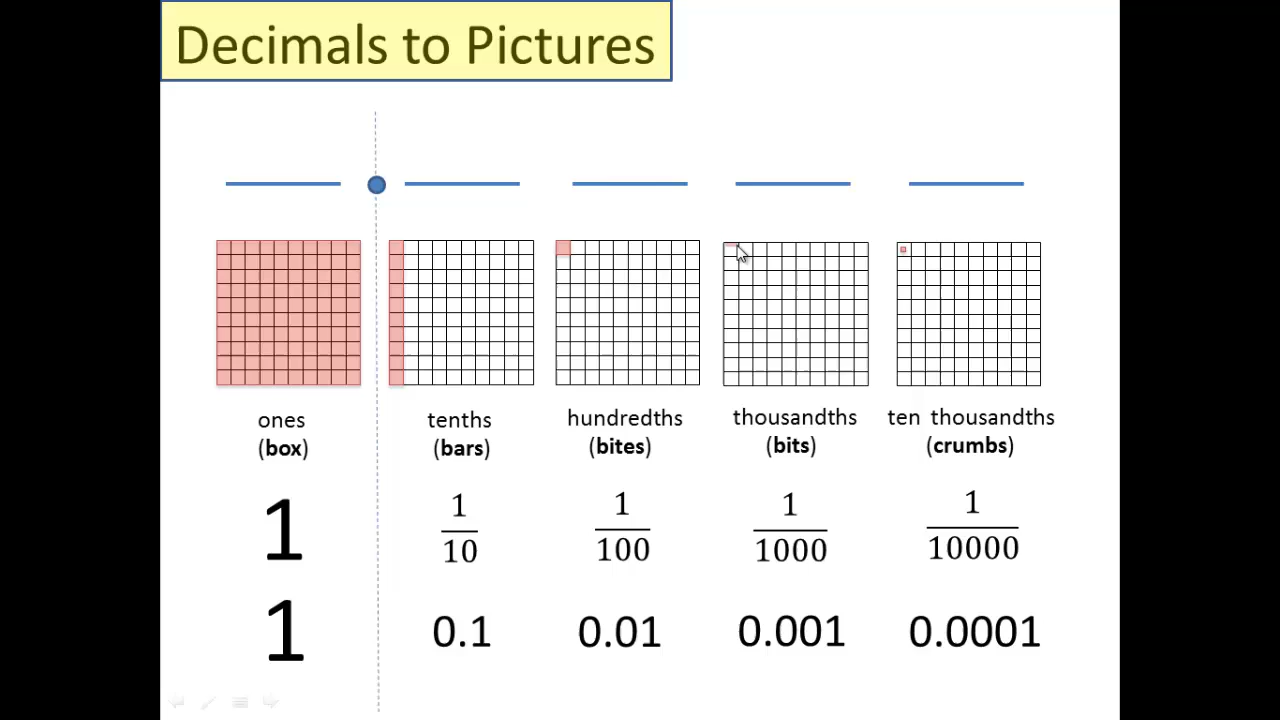 Decimals to Pictures
ones tenths hundredths thousandths ten thousandths
(box) (bars) (bites) (bits) (crumbs)
1 1/10 1/100 1/1000 1/10000
1 0.1 0.01 0.001 0.0001